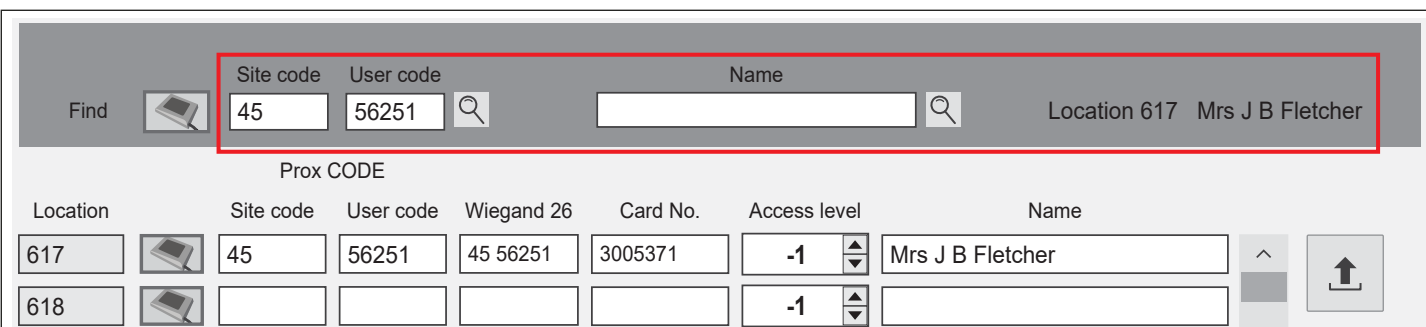 Site code User code Name
Find 45 56251 Location 617 Mrs J B Fletcher
Prox CODE
Location Site code User code Wiegand 26 Card No. Access level Name
617 45 56251 45 56251 3005371 -1 Mrs J B Fletcher
618 -1